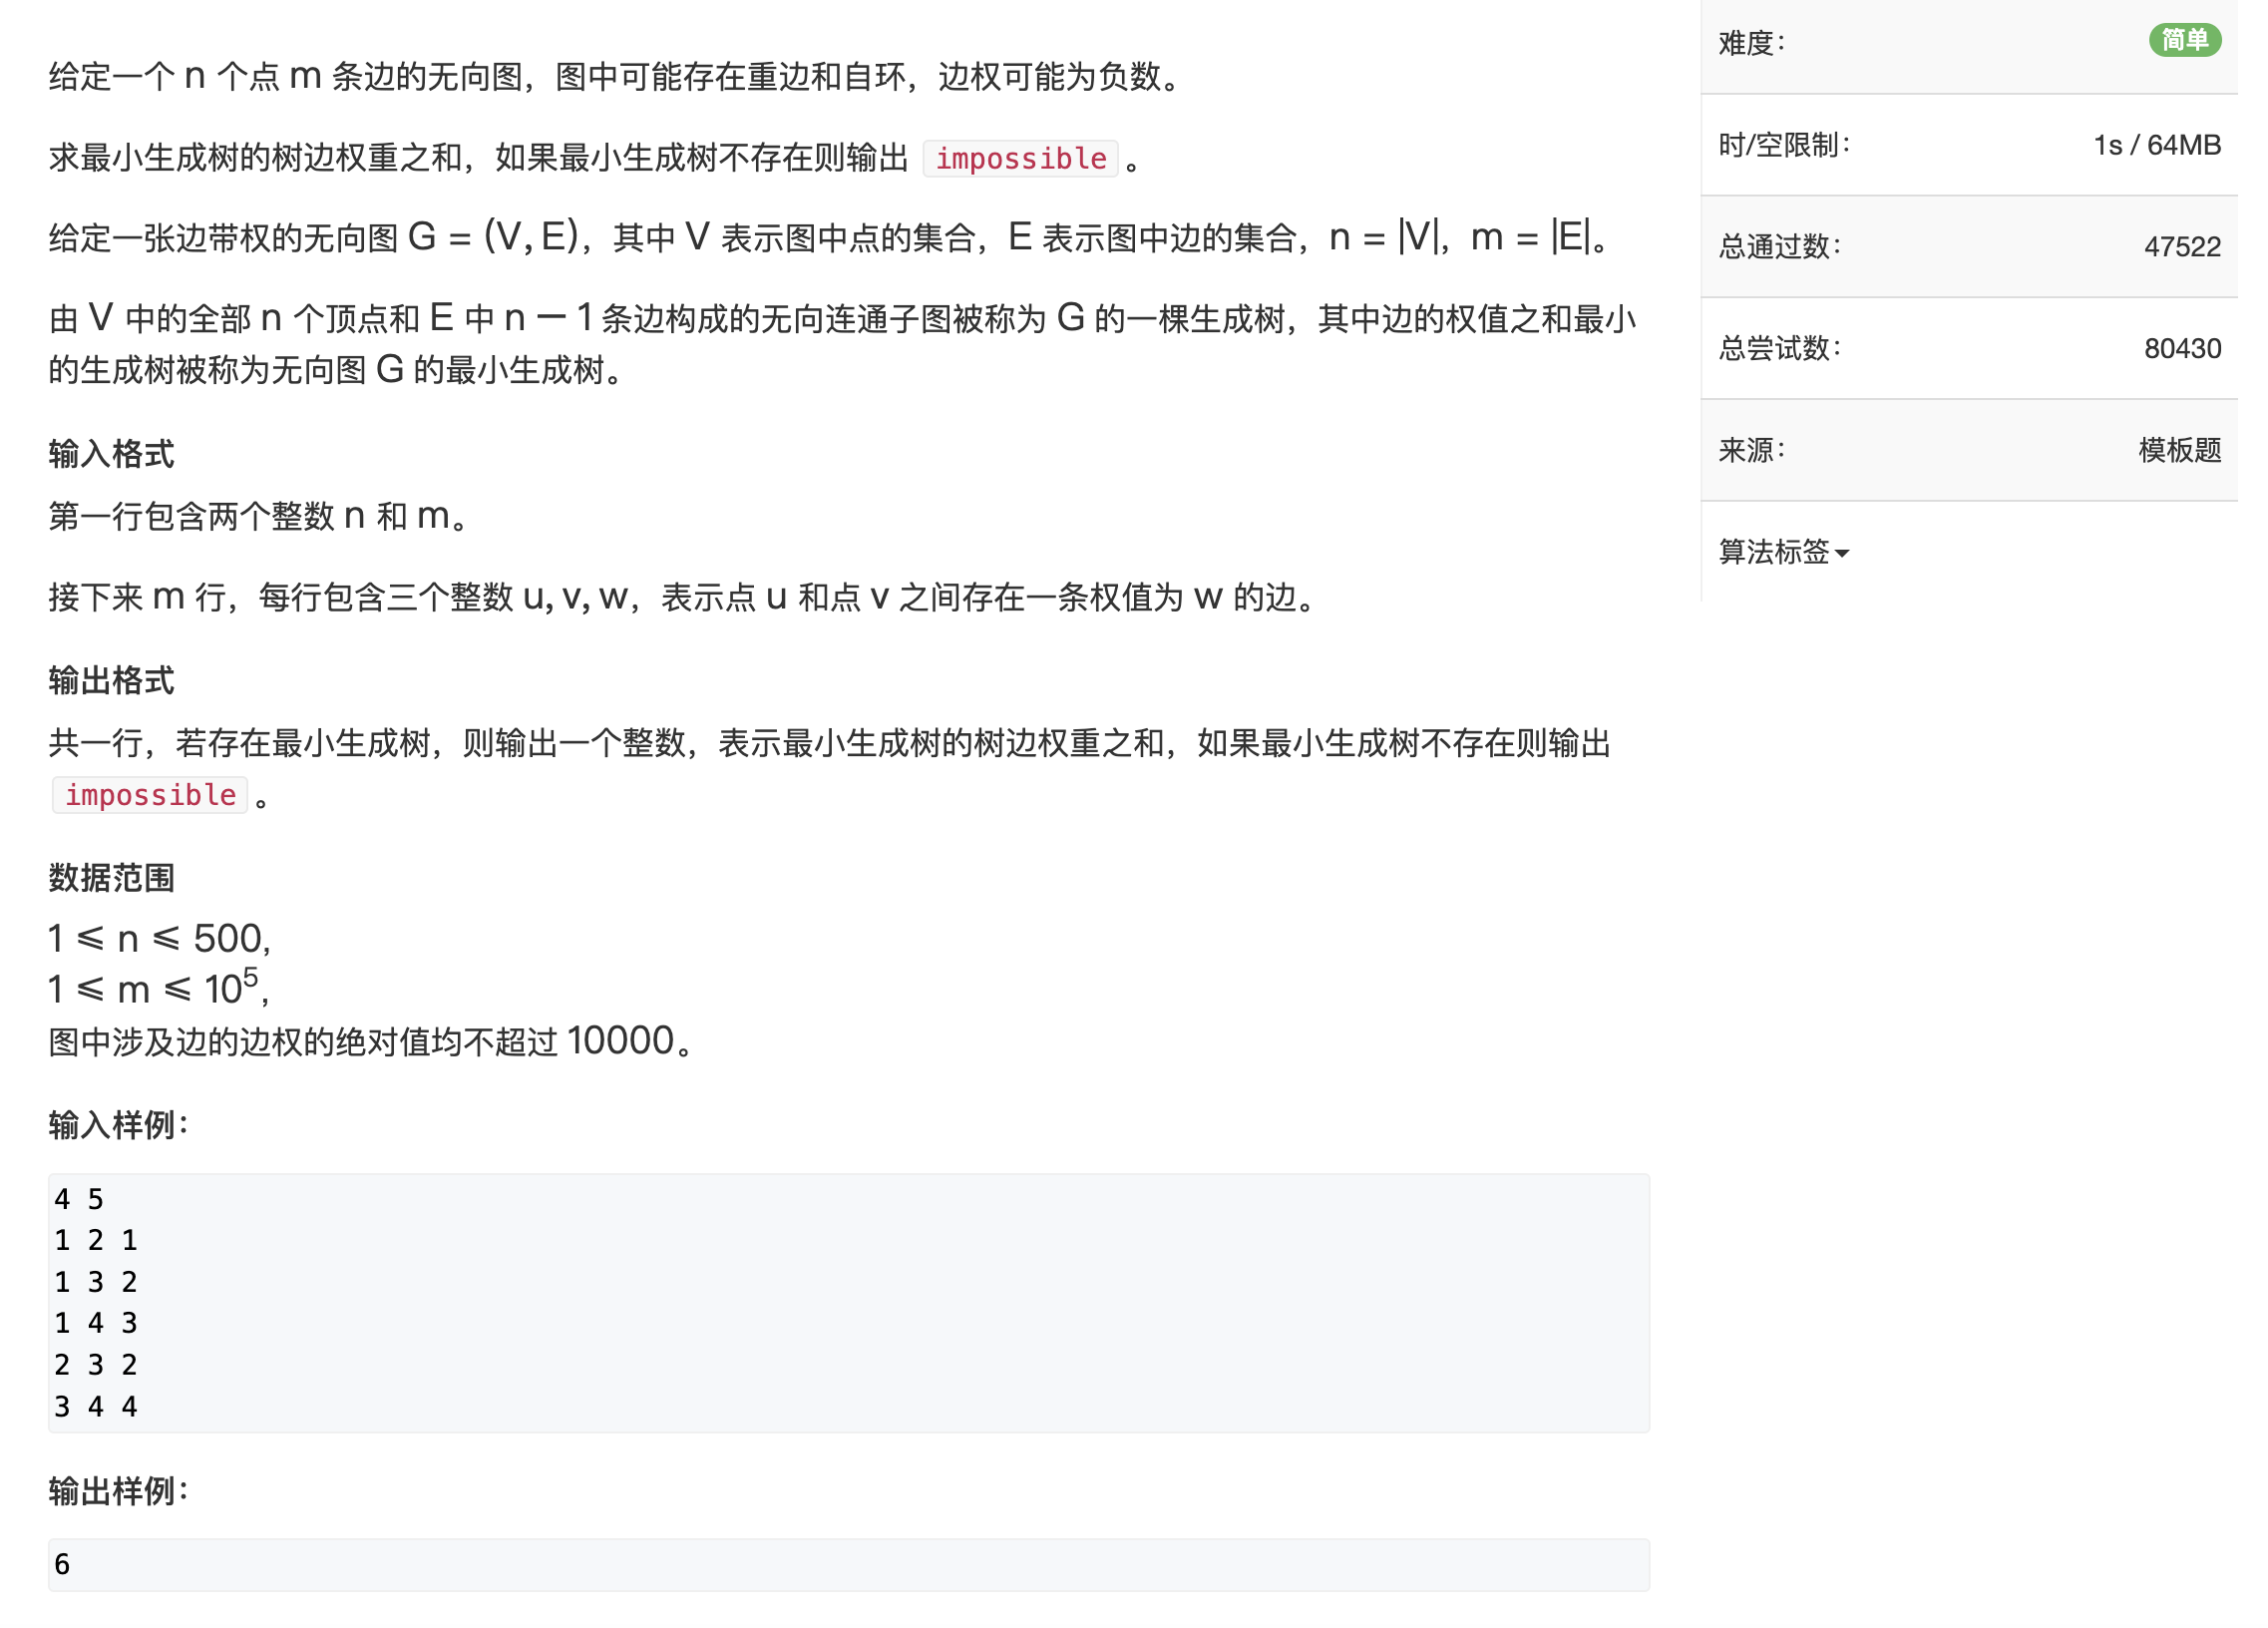 给定一个 n 个点 m 条边的无向图，图中可能存在重边和自环，边权可能为负数。
求最小生成树的树边权重之和，如果最小生成树不存在则输出 impossible 。
给定一张边带权的无向图 G = (V, E)，其中 V 表示图中点的集合，E 表示图中边的集合，n = |V|，m = |E|。
由 V 中的全部 n 个顶点和 E 中 n − 1 条边构成的无向连通子图被称为 G 的一棵生成树，其中边的权值之和最小
的生成树被称为无向图 G 的最小生成树。
输入格式
第一行包含两个整数 n 和 m。
接下来 m 行，每行包含三个整数 u, v, w，表示点 u 和点 v 之间存在一条权值为 w 的边。
输出格式
共一行，若存在最小生成树，则输出一个整数，表示最小生成树的树边权重之和，如果最小生成树不存在则输出
impossible 。
数据范围
1 ⩽ n ⩽ 500,
1 ⩽ m ⩽ 10⁵,
图中涉及边的边权的绝对值均不超过 10000。
输入样例：
4 5
1 2 1
1 3 2
1 4 3
2 3 2
3 4 4
输出样例：
6
难度： 简单
时/空限制： 1s / 64MB
总通过数： 47522
总尝试数： 80430
来源： 模板题
算法标签